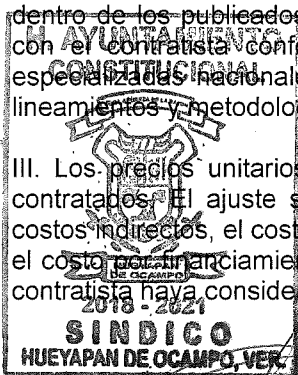 dentro de los publicados
H. AYUNTAMIENTO
con el contratista conf
CONSTITUCIONAL
especializadas nacional
lineamientos y metodolo
III. Los precios unitarios
contratados. El ajuste s
costos indirectos, el cost
el costo por financiamie
HUEYAPAN
DE OCAMPO
contratista haya conside
2018 - 2021
SINDICO
HUEYAPAN DE OCAMPO, VER.